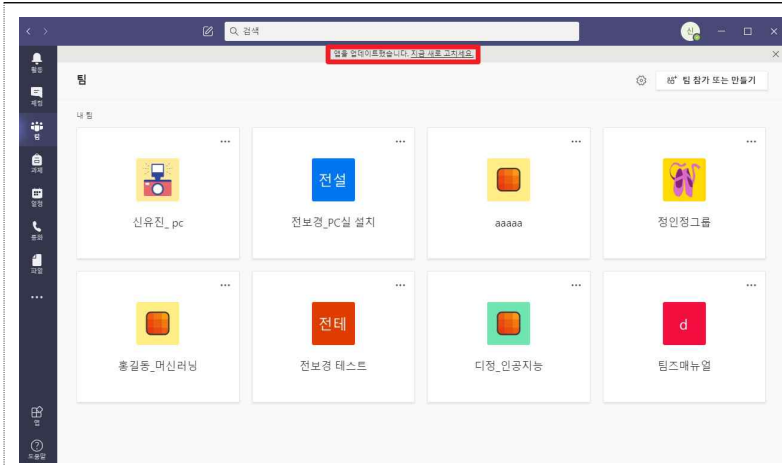 검색
신
앱을 업데이트했습니다. 지금 새로 고치세요.
활동
채팅
팀
과제
일정
통화
파일
앱
도움말
팀
팀 참가 또는 만들기
내 팀
신유진_ pc
전설
전보경_PC실 설치
aaaaa
정인정그룹
홍길동_머신러닝
전테
전보경 테스트
디정_인공지능
d
팀즈매뉴얼